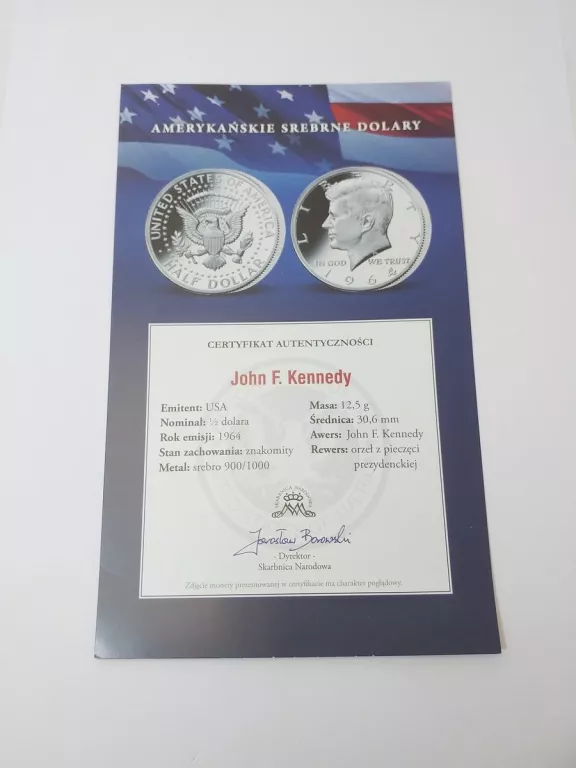 AMERYKAŃSKIE SREBRNE DOLARY
UNITED STATES OF AMERICA
HALF DOLLAR
LIBERTY
IN GOD WE TRUST
1964
CERTYFIKAT AUTENTYCZNOŚCI
John F. Kennedy
Emitent: USA
Nominał: ½ dolara
Rok emisji: 1964
Stan zachowania: znakomity
Metal: srebro 900/1000
Masa: 12,5 g
Średnica: 30,6 mm
Awers: John F. Kennedy
Rewers: orzeł z pieczęci
prezydenckiej
SKARBNICA NARODOWA
Jarosław Borowski
- Dyrektor -
Skarbnica Narodowa
Zdjęcie monety prezentowanej w certyfikacie ma charakter poglądowy.